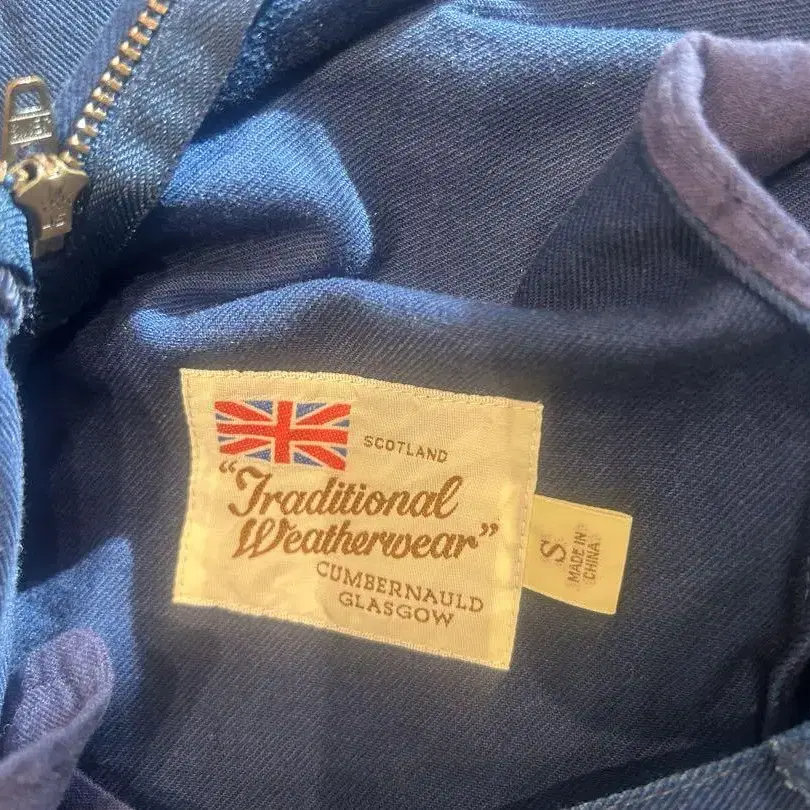 SCOTLAND
"Traditional
Weatherwear"
CUMBERNAULD
GLASGOW
S
MADE IN
CHINA